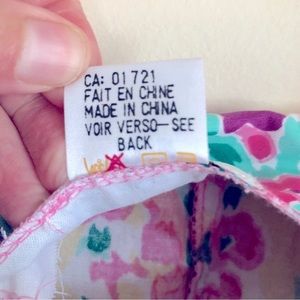 CA: 01721
FAIT EN CHINE
MADE IN CHINA
VOIR VERSO-SEE
BACK